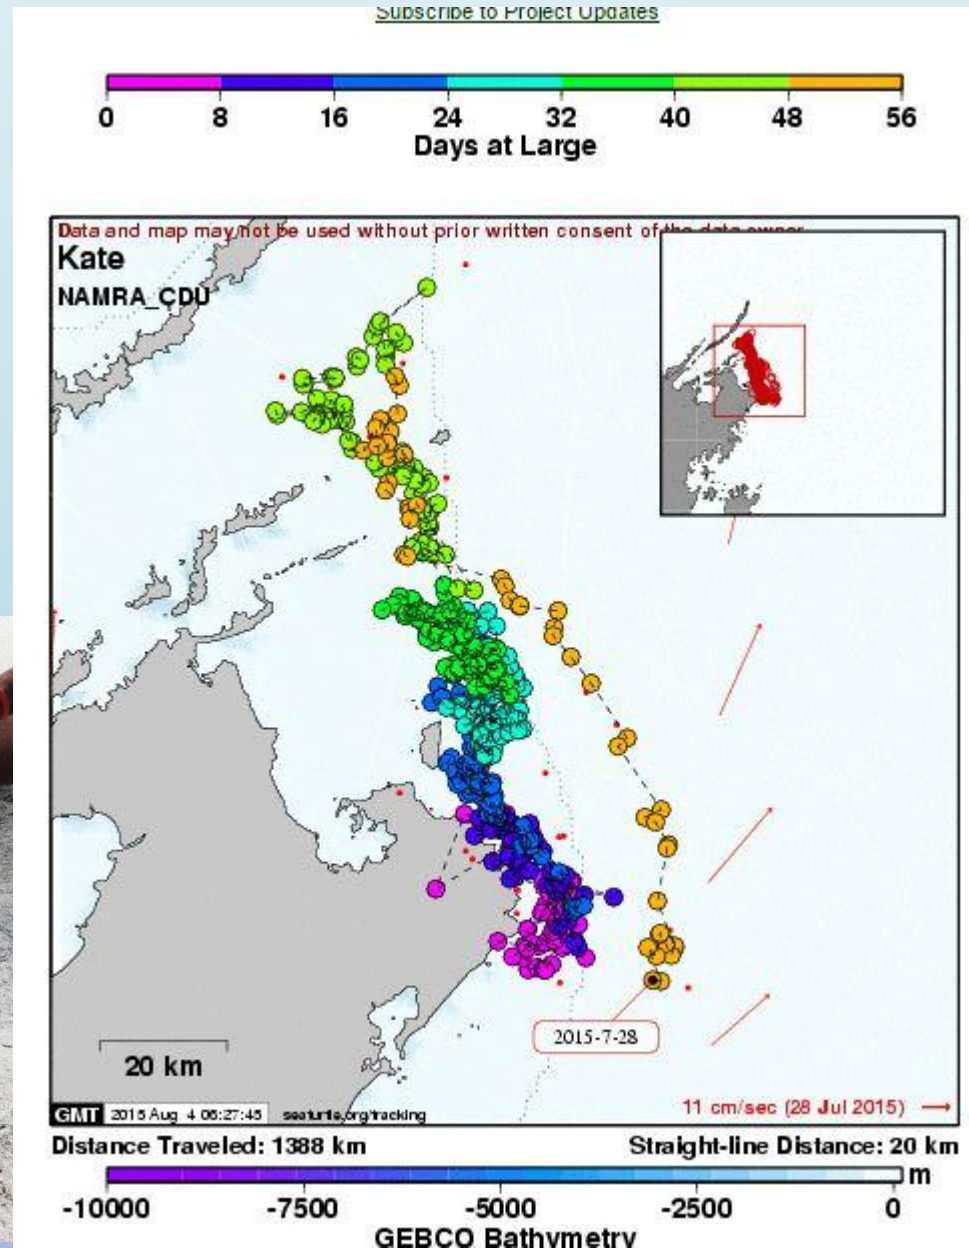 Subscribe to Project Updates
0 8 16 24 32 40 48 56
Days at Large
Data and map may not be used without prior written consent of the data owner
Kate
NAMRA_CDU
2015-7-28
20 km
GMT 2015 Aug 4 06:27:45 seaturtle.org/tracking
11 cm/sec (28 Jul 2015)
Distance Traveled: 1388 km Straight-line Distance: 20 km
m
-10000 -7500 -5000 -2500 0
GEBCO Bathymetry